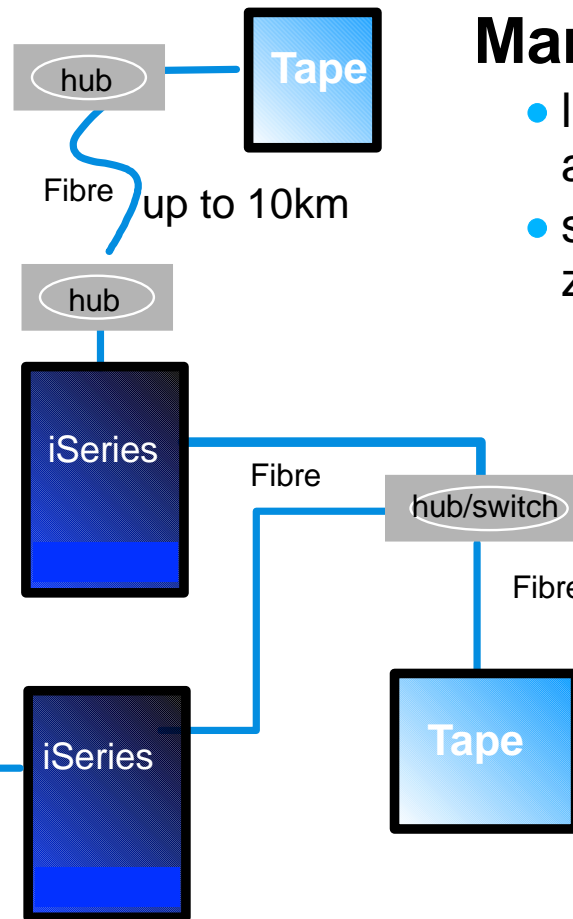 hub
Tape
Fibre
up to 10km
hub
iSeries
Fibre
hub/switch
iSeries
Tape